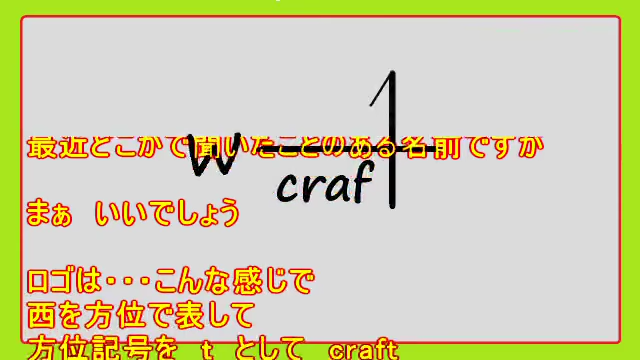 最近どこかで聞いたことのある名前ですが
w
craf
まぁ いいでしょう
ロゴは・・・こんな感じで
西を方位で表して
方位記号を t として craft